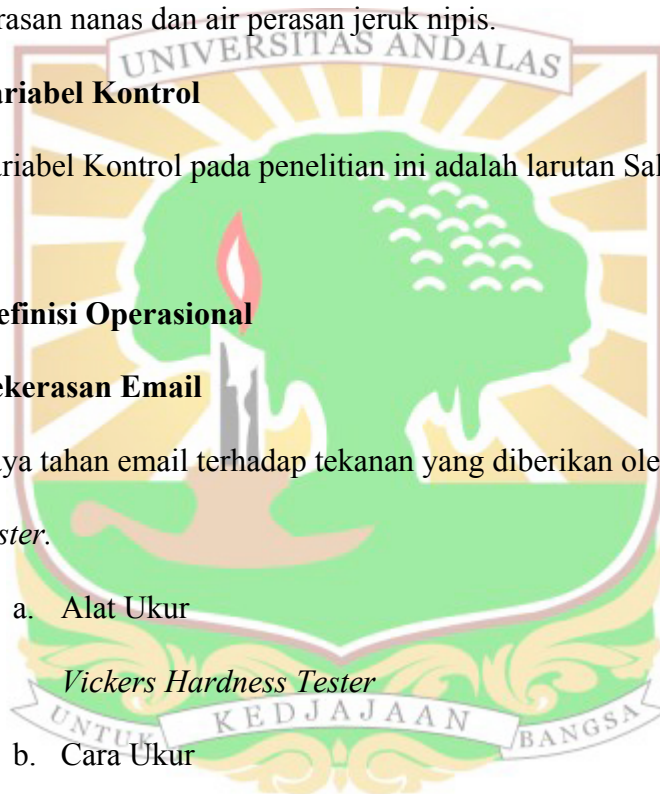 rasan nanas dan air perasan jeruk nipis.
UNIVERSITAS ANDALAS
ariabel Kontrol
ariabel Kontrol pada penelitian ini adalah larutan Sal
efinisi Operasional
ekerasan Email
aya tahan email terhadap tekanan yang diberikan ole
ster.
a. Alat Ukur
Vickers Hardness Tester
UNTUK KEDJAJAAN BANGSA
b. Cara Ukur